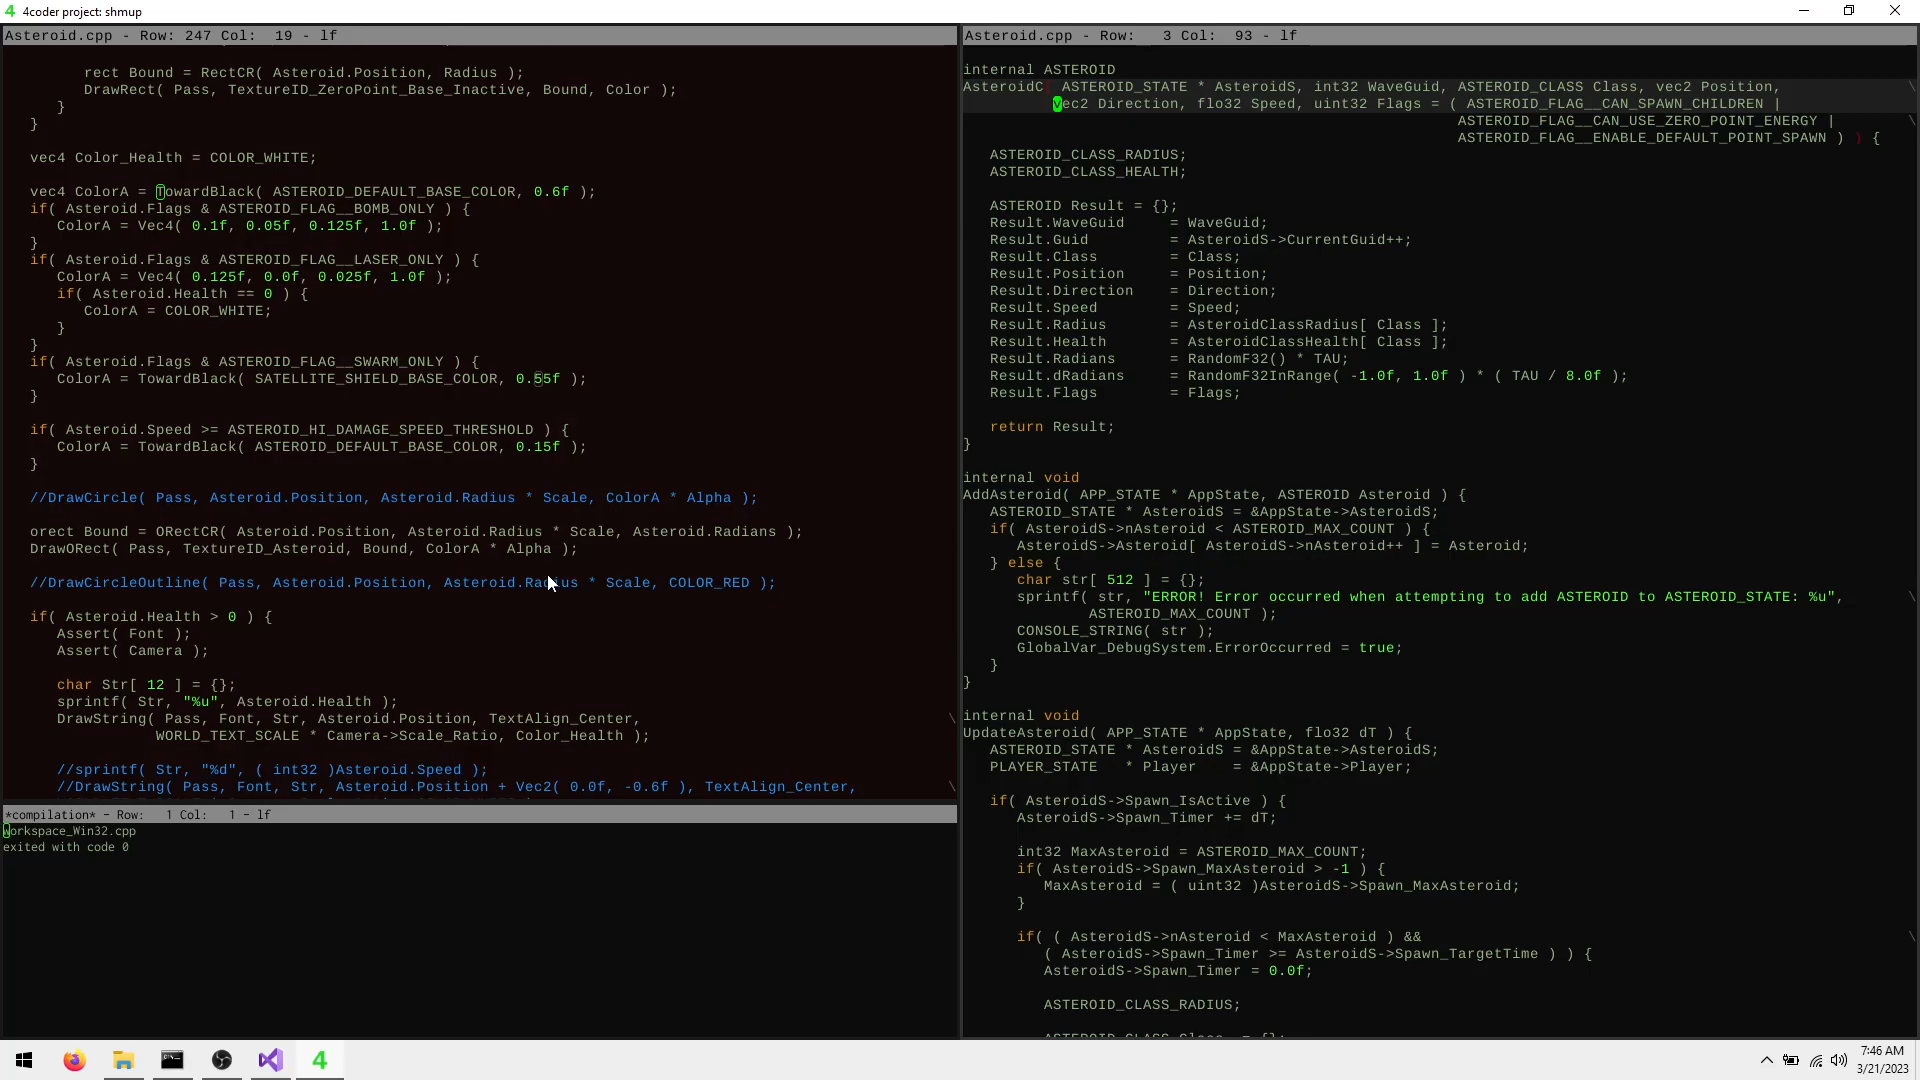 4 4coder project: shmup
Asteroid.cpp - Row: 247 Col:  19 - lf
         rect Bound = RectCR( Asteroid.Position, Radius );
         DrawRect( Pass, TextureID_ZeroPoint_Base_Inactive, Bound, Color );
      }
   }
   vec4 Color_Health = COLOR_WHITE;
   vec4 ColorA = TowardBlack( ASTEROID_DEFAULT_BASE_COLOR, 0.6f );
   if( Asteroid.Flags & ASTEROID_FLAG__BOMB_ONLY ) {
      ColorA = Vec4( 0.1f, 0.05f, 0.125f, 1.0f );
   }
   if( Asteroid.Flags & ASTEROID_FLAG__LASER_ONLY ) {
      ColorA = Vec4( 0.125f, 0.0f, 0.025f, 1.0f );
      if( Asteroid.Health == 0 ) {
         ColorA = COLOR_WHITE;
      }
   }
   if( Asteroid.Flags & ASTEROID_FLAG__SWARM_ONLY ) {
      ColorA = TowardBlack( SATELLITE_SHIELD_BASE_COLOR, 0.55f );
   }
   if( Asteroid.Speed >= ASTEROID_HI_DAMAGE_SPEED_THRESHOLD ) {
      ColorA = TowardBlack( ASTEROID_DEFAULT_BASE_COLOR, 0.15f );
   }
   //DrawCircle( Pass, Asteroid.Position, Asteroid.Radius * Scale, ColorA * Alpha );
   orect Bound = ORectCR( Asteroid.Position, Asteroid.Radius * Scale, Asteroid.Radians );
   DrawORect( Pass, TextureID_Asteroid, Bound, ColorA * Alpha );
   //DrawCircleOutline( Pass, Asteroid.Position, Asteroid.Radius * Scale, COLOR_RED );
   if( Asteroid.Health > 0 ) {
      Assert( Font );
      Assert( Camera );
      char Str[ 12 ] = {};
      sprintf( Str, "%u", Asteroid.Health );
      DrawString( Pass, Font, Str, Asteroid.Position, TextAlign_Center, \
                 WORLD_TEXT_SCALE * Camera->Scale_Ratio, Color_Health );
      //sprintf( Str, "%d", ( int32 )Asteroid.Speed );
      //DrawString( Pass, Font, Str, Asteroid.Position + Vec2( 0.0f, -0.6f ), TextAlign_Center, \
*compilation* - Row:   1 Col:   1 - lf
workspace_Win32.cpp
exited with code 0
Asteroid.cpp - Row:   3 Col:  93 - lf
internal ASTEROID
AsteroidC( ASTEROID_STATE * AsteroidS, int32 WaveGuid, ASTEROID_CLASS Class, vec2 Position, \
          vec2 Direction, flo32 Speed, uint32 Flags = ( ASTEROID_FLAG__CAN_SPAWN_CHILDREN |
                                                       ASTEROID_FLAG__CAN_USE_ZERO_POINT_ENERGY | \
                                                       ASTEROID_FLAG__ENABLE_DEFAULT_POINT_SPAWN ) ) {
   ASTEROID_CLASS_RADIUS;
   ASTEROID_CLASS_HEALTH;
   ASTEROID Result = {};
   Result.WaveGuid     = WaveGuid;
   Result.Guid         = AsteroidS->CurrentGuid++;
   Result.Class        = Class;
   Result.Position     = Position;
   Result.Direction    = Direction;
   Result.Speed        = Speed;
   Result.Radius       = AsteroidClassRadius[ Class ];
   Result.Health       = AsteroidClassHealth[ Class ];
   Result.Radians      = RandomF32() * TAU;
   Result.dRadians     = RandomF32InRange( -1.0f, 1.0f ) * ( TAU / 8.0f );
   Result.Flags        = Flags;
   return Result;
}
internal void
AddAsteroid( APP_STATE * AppState, ASTEROID Asteroid ) {
   ASTEROID_STATE * AsteroidS = &AppState->AsteroidS;
   if( AsteroidS->nAsteroid < ASTEROID_MAX_COUNT ) {
      AsteroidS->Asteroid[ AsteroidS->nAsteroid++ ] = Asteroid;
   } else {
      char str[ 512 ] = {};
      sprintf( str, "ERROR! Error occurred when attempting to add ASTEROID to ASTEROID_STATE: %u", \
              ASTEROID_MAX_COUNT );
      CONSOLE_STRING( str );
      GlobalVar_DebugSystem.ErrorOccurred = true;
   }
}
internal void
UpdateAsteroid( APP_STATE * AppState, flo32 dT ) {
   ASTEROID_STATE * AsteroidS = &AppState->AsteroidS;
   PLAYER_STATE   * Player    = &AppState->Player;
   if( AsteroidS->Spawn_IsActive ) {
      AsteroidS->Spawn_Timer += dT;
      int32 MaxAsteroid = ASTEROID_MAX_COUNT;
      if( AsteroidS->Spawn_MaxAsteroid > -1 ) {
         MaxAsteroid = ( uint32 )AsteroidS->Spawn_MaxAsteroid;
      }
      if( ( AsteroidS->nAsteroid < MaxAsteroid ) && \
         ( AsteroidS->Spawn_Timer >= AsteroidS->Spawn_TargetTime ) ) {
         AsteroidS->Spawn_Timer = 0.0f;
         ASTEROID_CLASS_RADIUS;
4
7:46 AM
3/21/2023